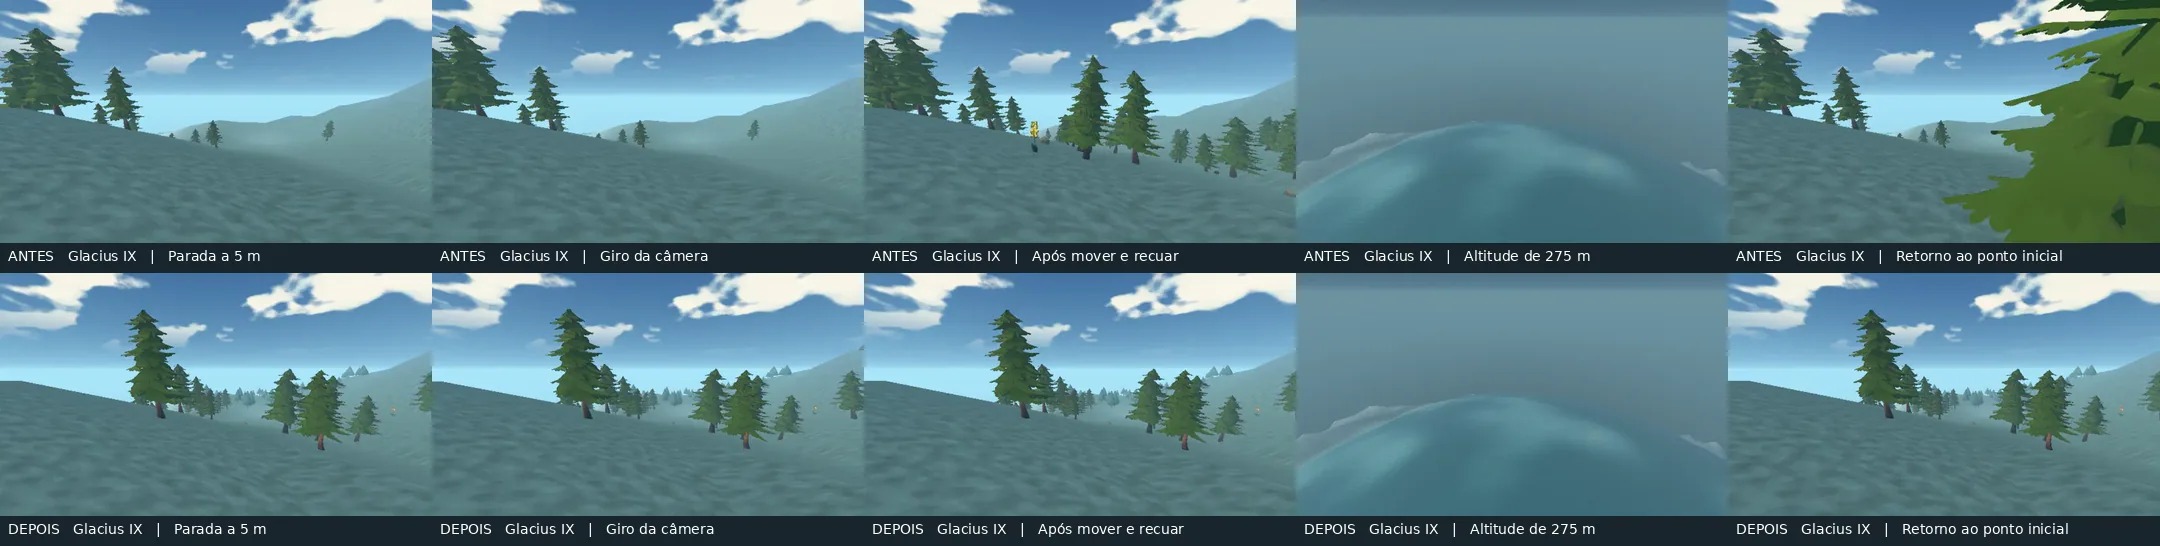 ANTES Glacius IX | Parada a 5 m
ANTES Glacius IX | Giro da câmera
ANTES Glacius IX | Após mover e recuar
ANTES Glacius IX | Altitude de 275 m
ANTES Glacius IX | Retorno ao ponto inicial
DEPOIS Glacius IX | Parada a 5 m
DEPOIS Glacius IX | Giro da câmera
DEPOIS Glacius IX | Após mover e recuar
DEPOIS Glacius IX | Altitude de 275 m
DEPOIS Glacius IX | Retorno ao ponto inicial